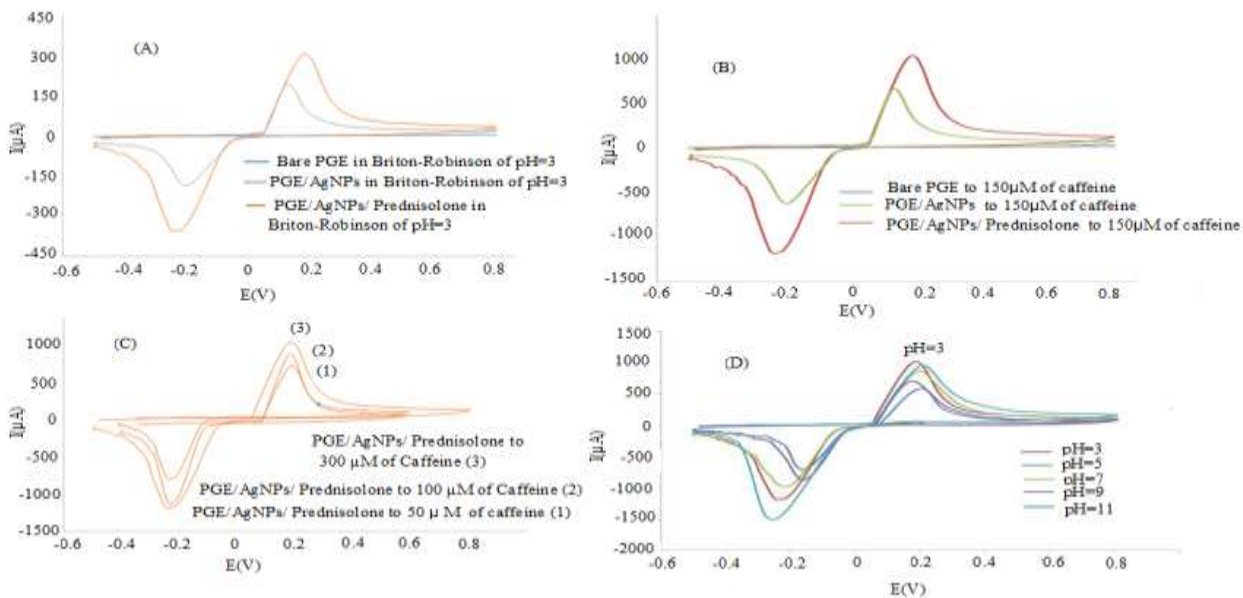 450
300
150
0
-150
-300
-450
I(µA)
(A)
Bare PGE in Briton-Robinson of pH=3
PGE/AgNPs in Briton-Robinson of pH=3
PGE/AgNPs/ Prednisolone in
Briton-Robinson of pH=3
-0.6 -0.4 -0.2 0 0.2 0.4 0.6 0.8
E(V)
1000
500
0
-500
-1000
-1500
I(µA)
(B)
Bare PGE to 150µM of caffeine
PGE/AgNPs to 150µM of caffeine
PGE/AgNPs/ Prednisolone to 150µM of caffeine
-0.6 -0.4 -0.2 0 0.2 0.4 0.6 0.8
E(V)
1000
500
0
-500
-1000
-1500
I(µA)
(C)
(3)
(2)
(1)
PGE/AgNPs/ Prednisolone to
300 µM of Caffeine (3)
PGE/AgNPs/ Prednisolone to 100 µM of Caffeine (2)
PGE/AgNPs/ Prednisolone to 50 µ M of caffeine (1)
-0.6 -0.4 -0.2 0 0.2 0.4 0.6 0.8
E(V)
1500
1000
500
0
-500
-1000
-1500
-2000
I(µA)
(D)
pH=3
pH=3
pH=5
pH=7
pH=9
pH=11
-0.6 -0.4 -0.2 0 0.2 0.4 0.6 0.8
E(V)